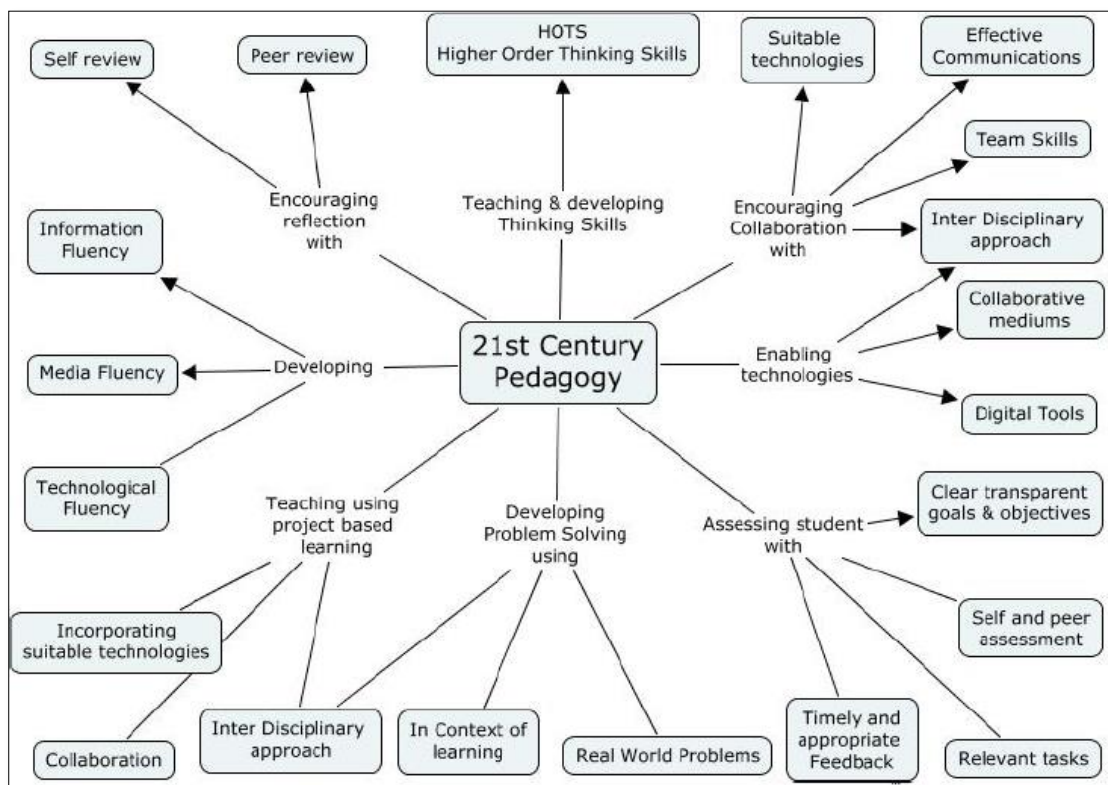 HOTS
Higher Order Thinking Skills
Self review
Peer review
Suitable
technologies
Effective
Communications
Team Skills
Encouraging
reflection
with
Teaching & developing
Thinking Skills
Encouraging
Collaboration
with
Inter Disciplinary
approach
Information
Fluency
Collaborative
mediums
21st Century
Pedagogy
Media Fluency
Developing
Enabling
technologies
Digital Tools
Technological
Fluency
Teaching using
project based
learning
Developing
Problem Solving
using
Assessing student
with
Clear transparent
goals & objectives
Incorporating
suitable technologies
Self and peer
assessment
Collaboration
Inter Disciplinary
approach
In Context of
learning
Real World Problems
Timely and
appropriate
Feedback
Relevant tasks